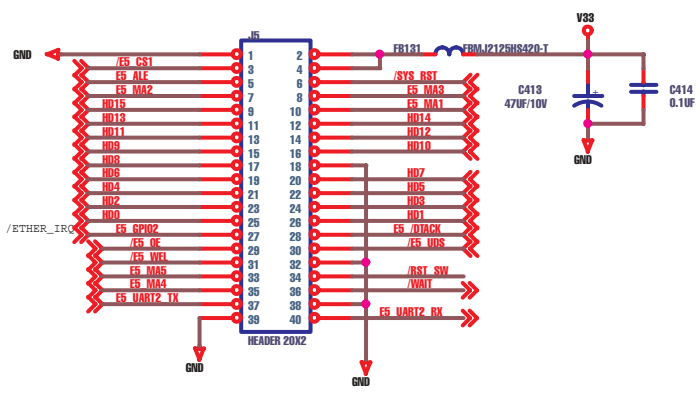 V33
J5
GND
1
2
FB131
FBMJ2125HS420-T
/E5_CS1
3
4
E5_ALE
5
6
/SYS_RST
E5_MA2
7
8
E5_MA3
C413
47UF/10V
+
C414
0.1UF
HD15
9
10
E5_MA1
HD13
11
12
HD14
HD11
13
14
HD12
HD9
15
16
HD10
GND
HD8
17
18
HD6
19
20
HD7
HD4
21
22
HD5
HD2
23
24
HD3
HD0
25
26
HD1
/ETHER_IRQ
E5_GPIO2
27
28
E5_/DTACK
/E5_OE
29
30
/E5_UDS
/E5_WEL
31
32
E5_MA5
33
34
/RST_SW
E5_MA4
35
36
/WAIT
E5_UART2_TX
37
38
39
40
E5_UART2_RX
HEADER 20X2
GND
GND